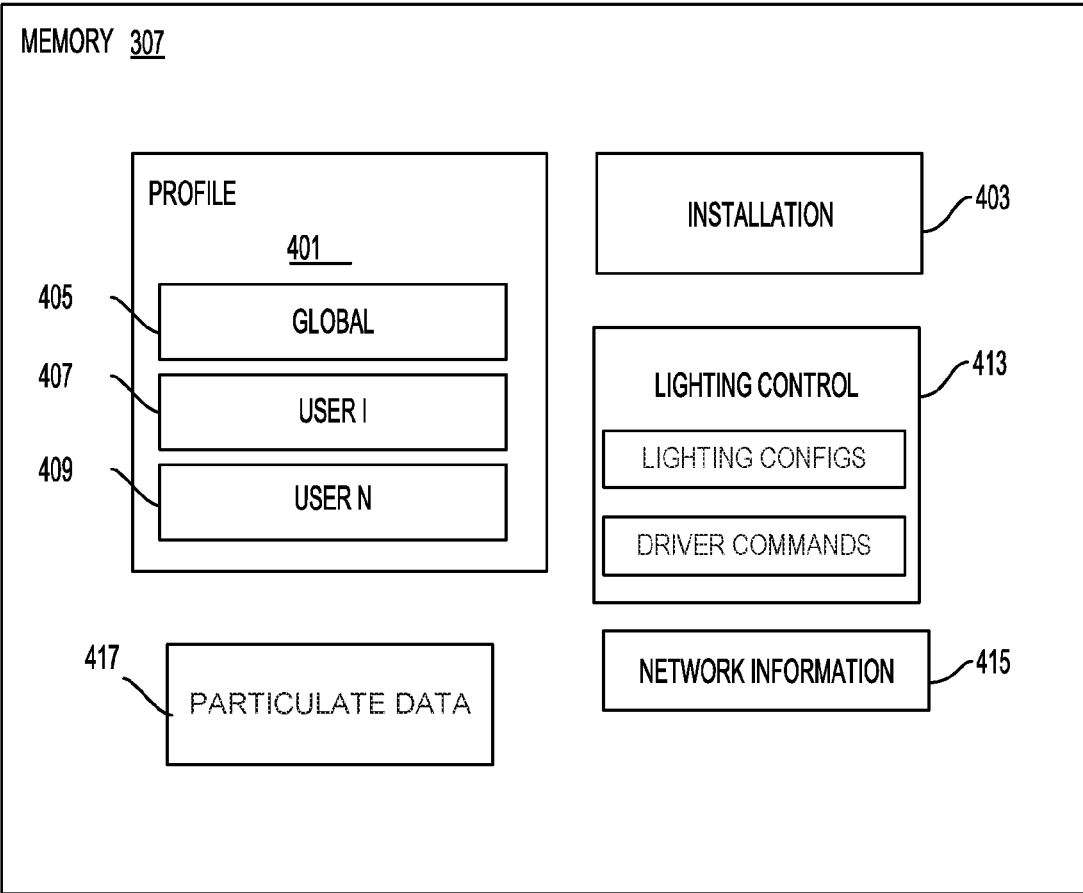 MEMORY 307
PROFILE
401
405
GLOBAL
407
USER I
409
USER N
INSTALLATION
403
LIGHTING CONTROL
413
LIGHTING CONFIGS
DRIVER COMMANDS
417
PARTICULATE DATA
NETWORK INFORMATION
415